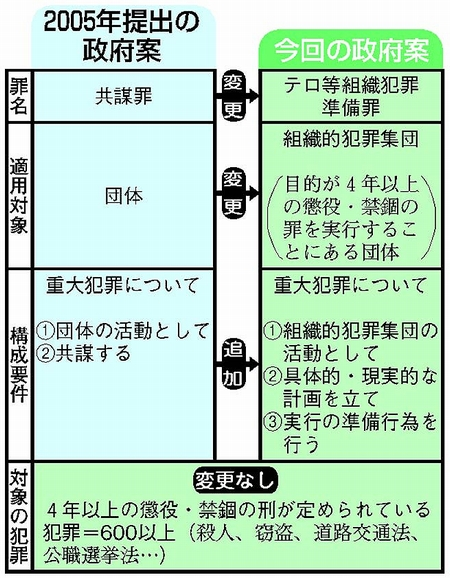 2005年提出の
政府案
今回の政府案
罪名
共謀罪
変更
テロ等組織犯罪
準備罪
適用対象
団体
変更
組織的犯罪集団
(目的が4年以上
の懲役・禁錮の
罪を実行するこ
とにある団体)
構成要件
重大犯罪について
①団体の活動として
②共謀する
追加
重大犯罪について
①組織的犯罪集団の
活動として
②具体的・現実的な
計画を立て
③実行の準備行為を
行う
対象の犯罪
変更なし
4年以上の懲役・禁錮の刑が定められている
犯罪=600以上(殺人、窃盗、道路交通法、
公職選挙法…)